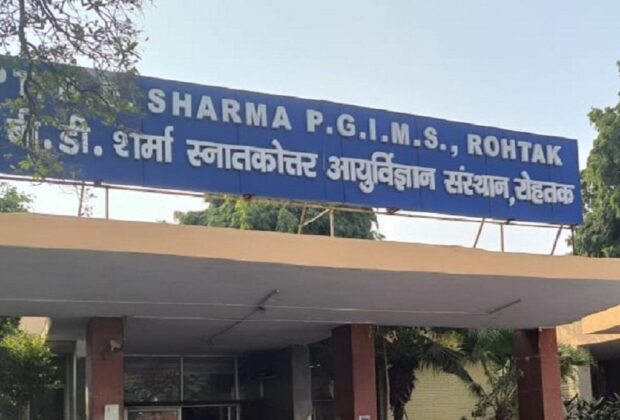 SHARMA P.G.I.M.S., ROHTAK
बी. डी. शर्मा स्नातकोत्तर आयुर्विज्ञान संस्थान, रोहतक